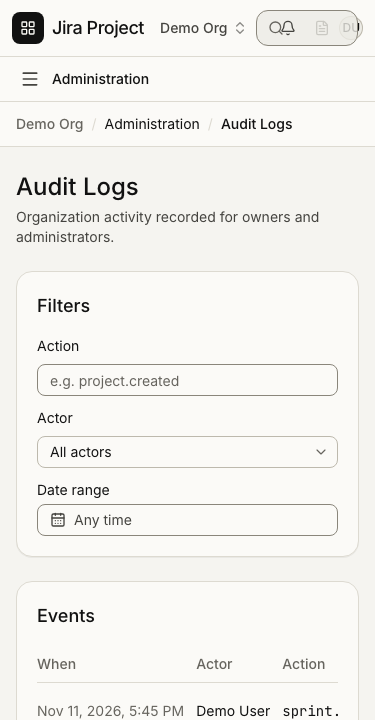 Jira Project Demo Org DU
Administration
Demo Org / Administration / Audit Logs
Audit Logs
Organization activity recorded for owners and
administrators.
Filters
Action
e.g. project.created
Actor
All actors
Date range
Any time
Events
When Actor Action
Nov 11, 2026, 5:45 PM Demo User sprint.